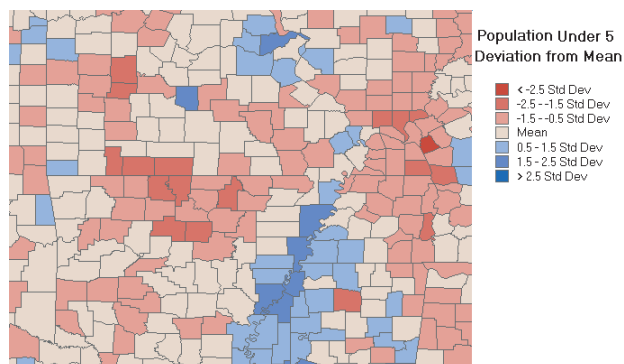 Population Under 5
Deviation from Mean
< -2.5 Std Dev
-2.5 --1.5 Std Dev
-1.5 --0.5 Std Dev
Mean
0.5 - 1.5 Std Dev
1.5 - 2.5 Std Dev
> 2.5 Std Dev